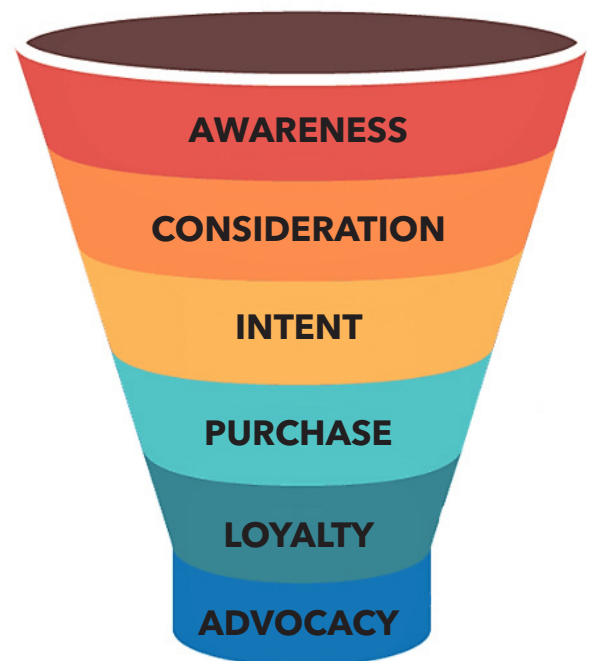 AWARENESS
CONSIDERATION
INTENT
PURCHASE
LOYALTY
ADVOCACY